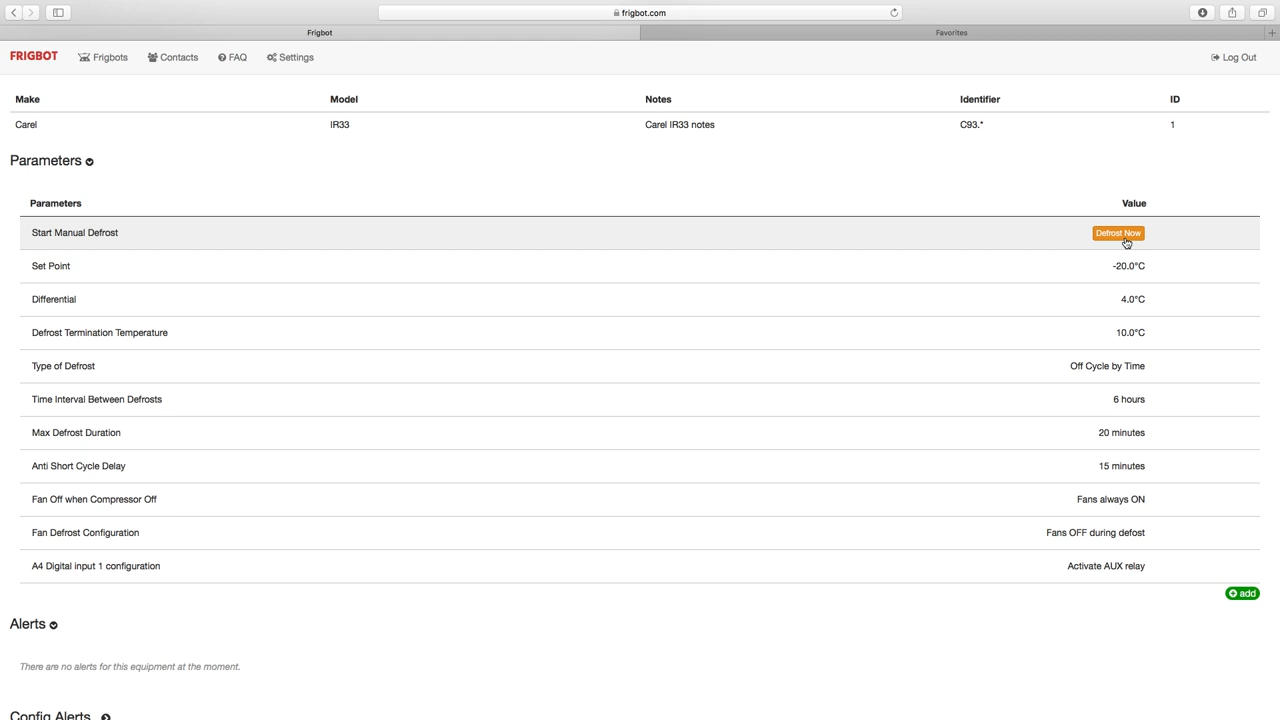 frigbot.com
Frigbot
Favorites
FRIGBOT Frigbots Contacts FAQ Settings Log Out
Make Model Notes Identifier ID
Carel IR33 Carel IR33 notes C93.* 1
Parameters
Parameters Value
Start Manual Defrost Defrost Now
Set Point -20.0°C
Differential 4.0°C
Defrost Termination Temperature 10.0°C
Type of Defrost Off Cycle by Time
Time Interval Between Defrosts 6 hours
Max Defrost Duration 20 minutes
Anti Short Cycle Delay 15 minutes
Fan Off when Compressor Off Fans always ON
Fan Defrost Configuration Fans OFF during defost
A4 Digital input 1 configuration Activate AUX relay
add
Alerts
There are no alerts for this equipment at the moment.
Config Alerts